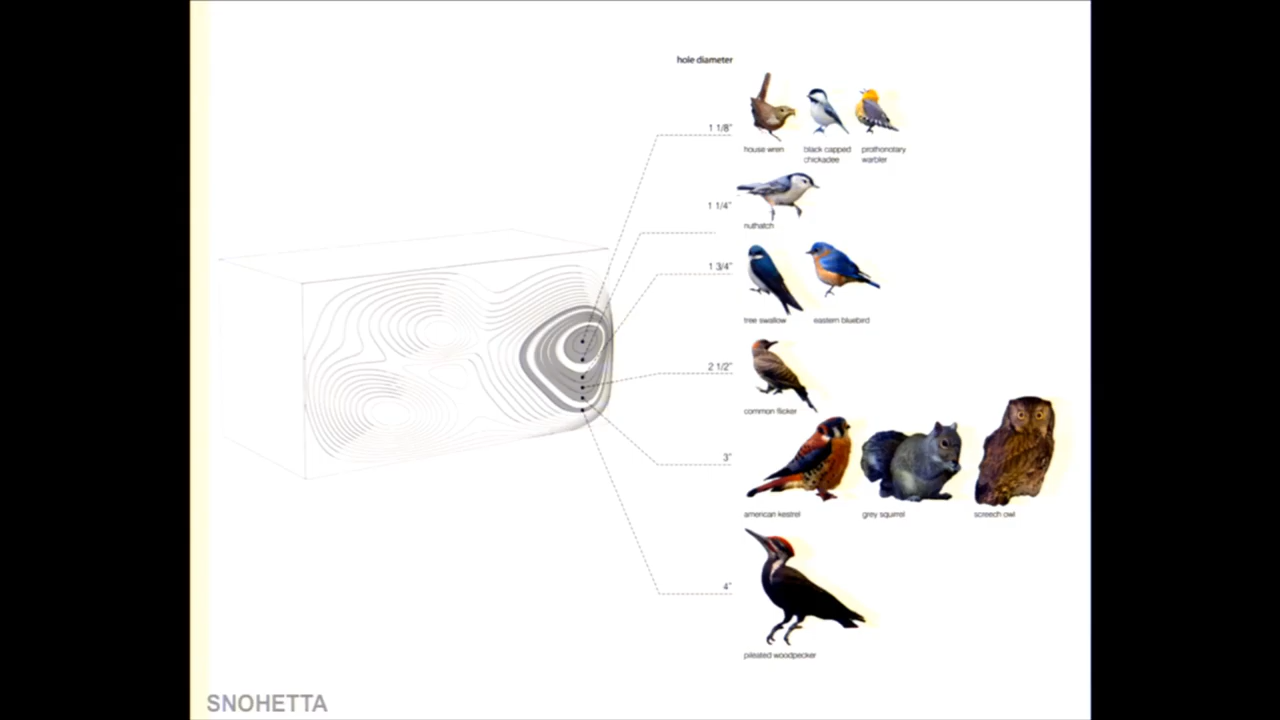 hole diameter
1 1/8"
house wren
black capped
chickadee
prothonotary
warbler
1 1/4"
nuthatch
1 3/4"
tree swallow
eastern bluebird
2 1/2"
common flicker
3"
american kestrel
grey squirrel
screech owl
4"
pileated woodpecker
SNOHETTA